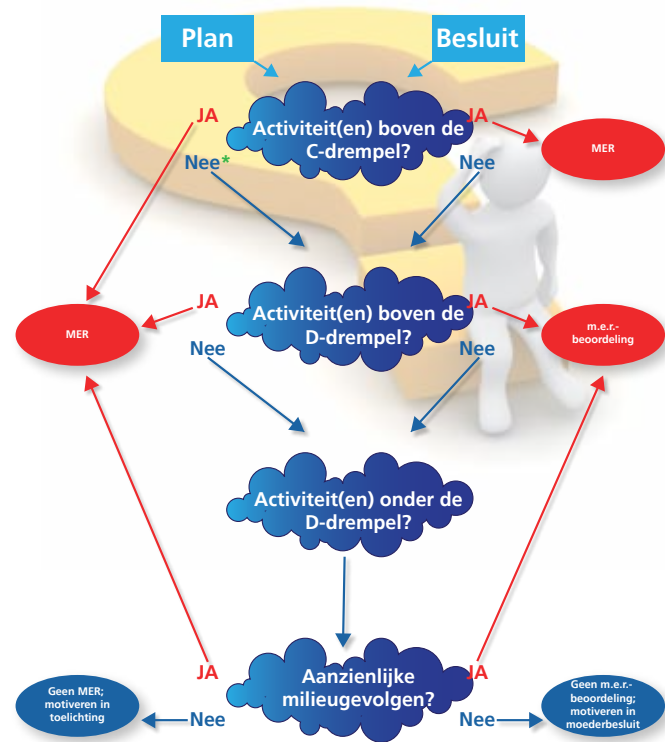 Plan
Besluit
JA
Activiteit(en) boven de
C-drempel?
JA
MER
Nee*
Nee
MER
JA
Activiteit(en) boven de
D-drempel?
JA
m.e.r.-
beoordeling
Nee
Nee
Activiteit(en) onder de
D-drempel?
JA
Aanzienlijke
milieugevolgen?
JA
Geen MER;
motiveren in
toelichting
Nee
Nee
Geen m.e.r.-
beoordeling;
motiveren in
moederbesluit